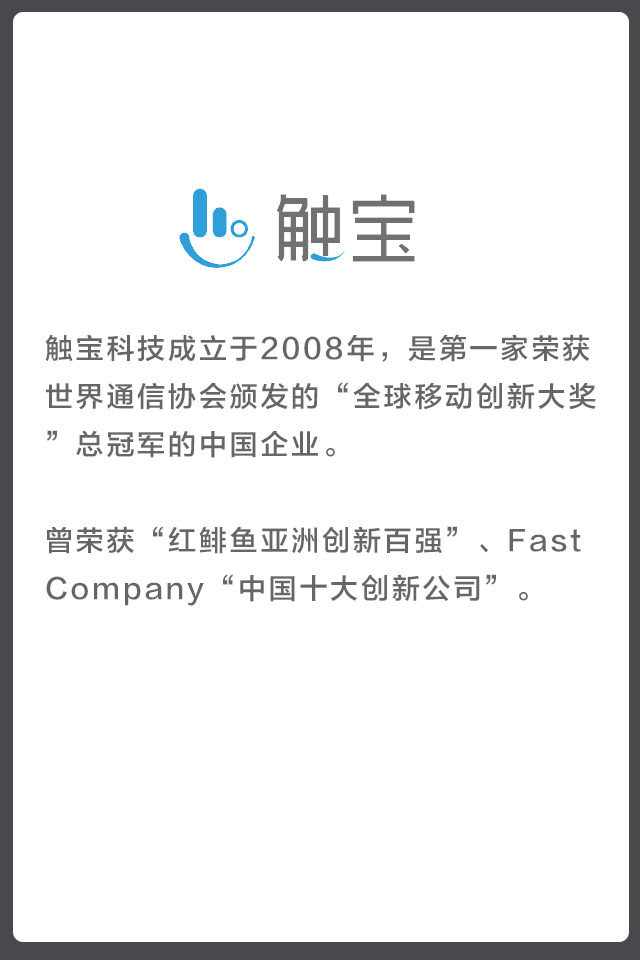 触宝
触宝科技成立于2008年，是第一家荣获
世界通信协会颁发的“全球移动创新大奖
”总冠军的中国企业。
曾荣获“红鲱鱼亚洲创新百强”、Fast
Company“中国十大创新公司”。